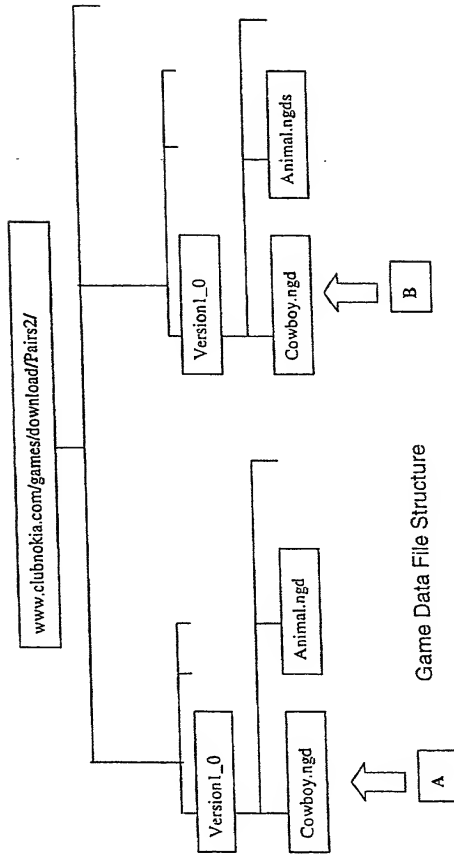 www.clubnokia.com/games/download/Pairs2/
Version1_0
Version1_0
Cowboy.ngd
Animal.ngd
Cowboy.ngd
Animal.ngds
A
B
Game Data File Structure